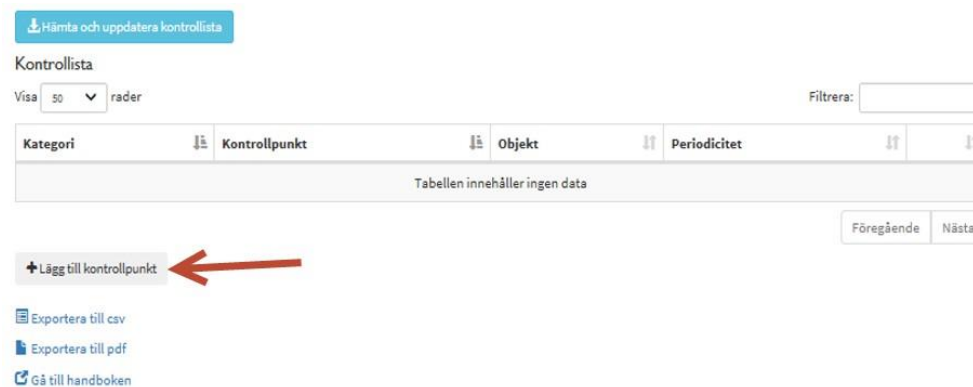 Hämta och uppdatera kontrollista
Kontrollista
Visa 50 rader
Filtrera:
Kategori Kontrollpunkt Objekt Periodicitet
Tabellen innehåller ingen data
Föregående Nästa
Lägg till kontrollpunkt
Exportera till csv
Exportera till pdf
Gå till handboken